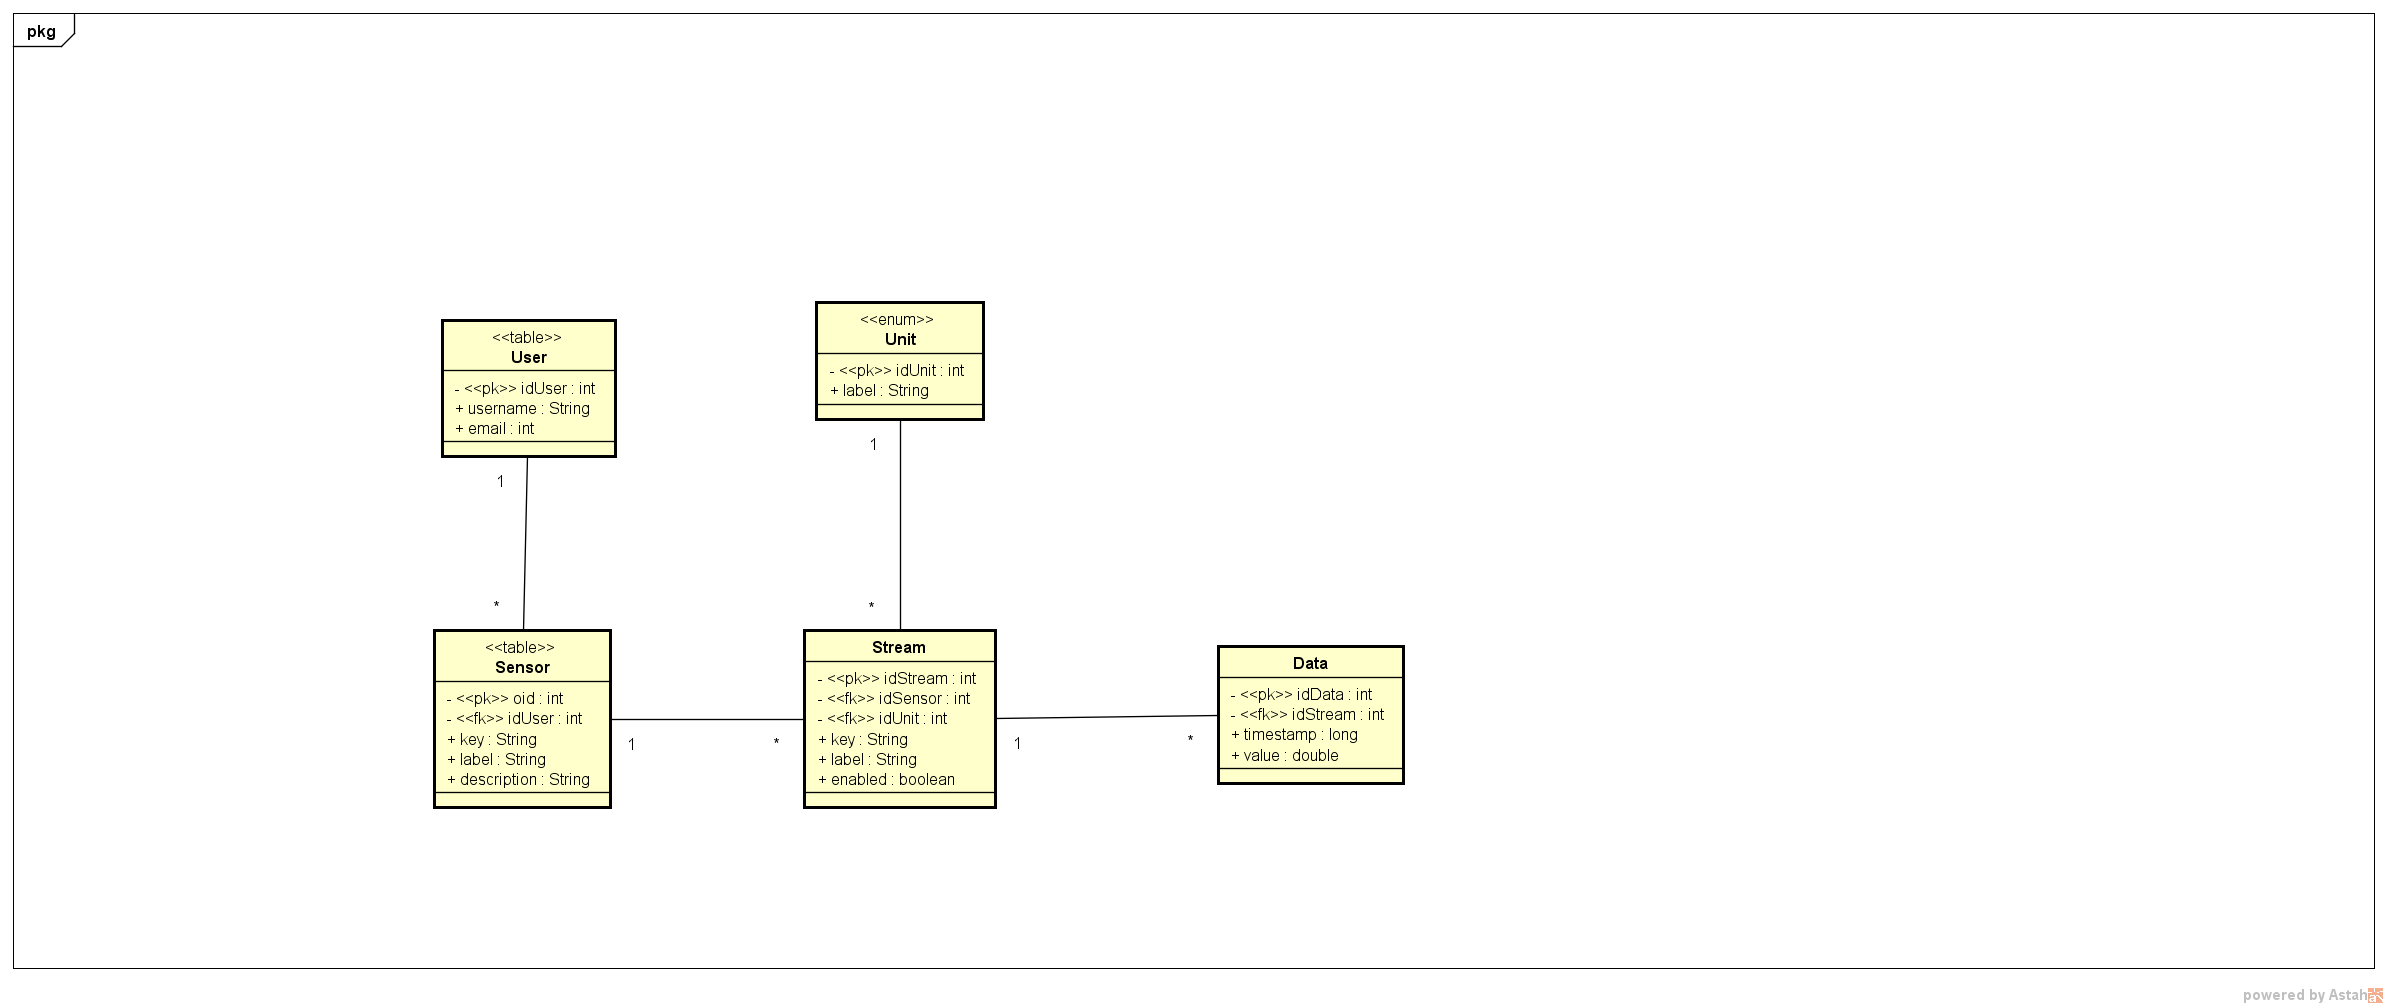 pkg
<<table>>
User
- <<pk>> idUser : int
+ username : String
+ email : int
<<enum>>
Unit
- <<pk>> idUnit : int
+ label : String
1
1
*
*
<<table>>
Sensor
- <<pk>> oid : int
- <<fk>> idUser : int
+ key : String
+ label : String
+ description : String
1
*
Stream
- <<pk>> idStream : int
- <<fk>> idSensor : int
- <<fk>> idUnit : int
+ key : String
+ label : String
+ enabled : boolean
1
*
Data
- <<pk>> idData : int
- <<fk>> idStream : int
+ timestamp : long
+ value : double
powered by Astah